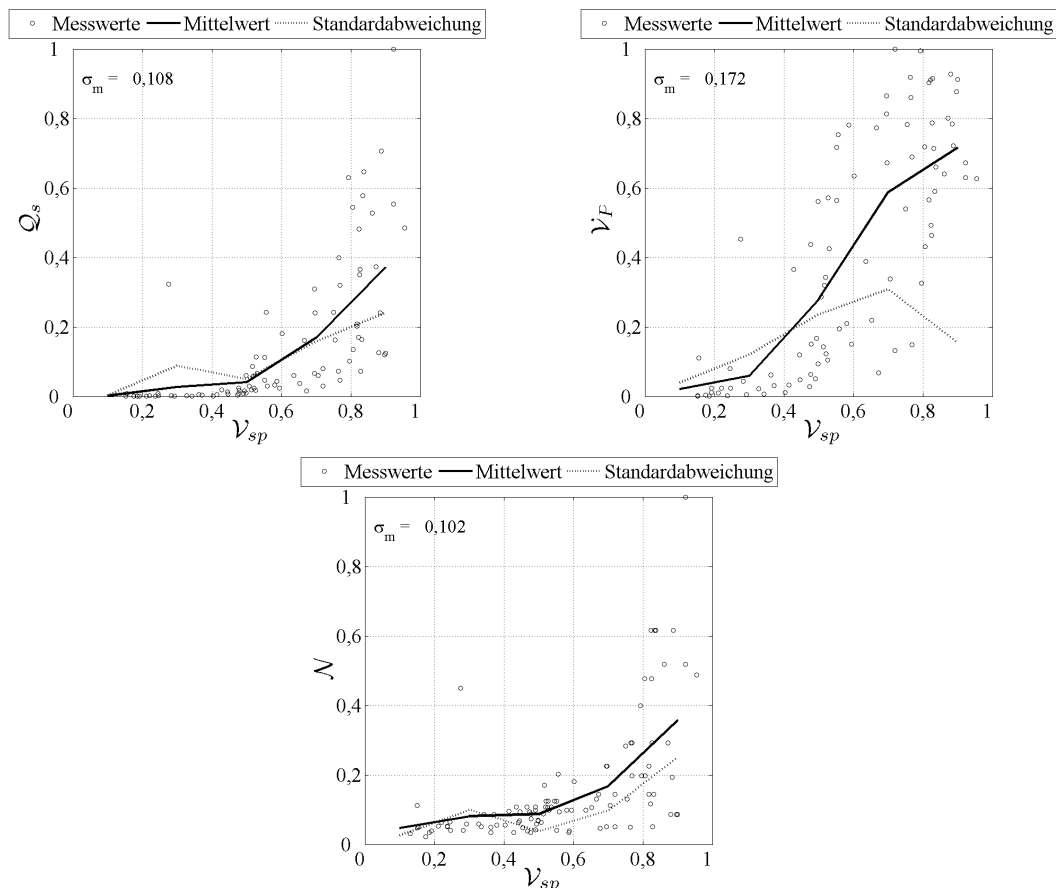 Messwerte Mittelwert Standardabweichung
σm = 0,108
1
0,8
0,6
0,4
0,2
0
Qs
0 0,2 0,4 0,6 0,8 1
Vsp
Messwerte Mittelwert Standardabweichung
σm = 0,172
1
0,8
0,6
0,4
0,2
0
V̇F
0 0,2 0,4 0,6 0,8 1
Vsp
Messwerte Mittelwert Standardabweichung
σm = 0,102
1
0,8
0,6
0,4
0,2
0
N
0 0,2 0,4 0,6 0,8 1
Vsp